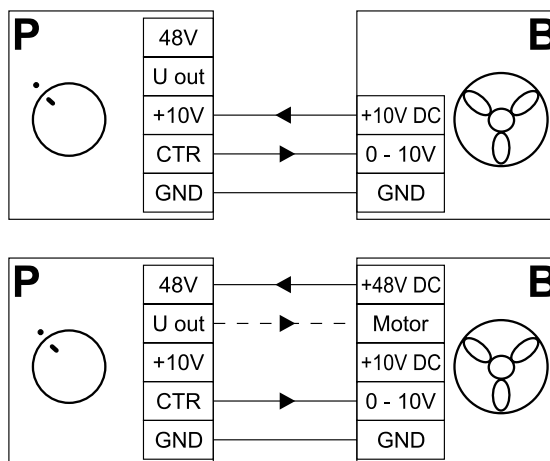 P
48V
U out
+10V
CTR
GND
B
+10V DC
0 - 10V
GND
P
48V
U out
+10V
CTR
GND
B
+48V DC
Motor
+10V DC
0 - 10V
GND